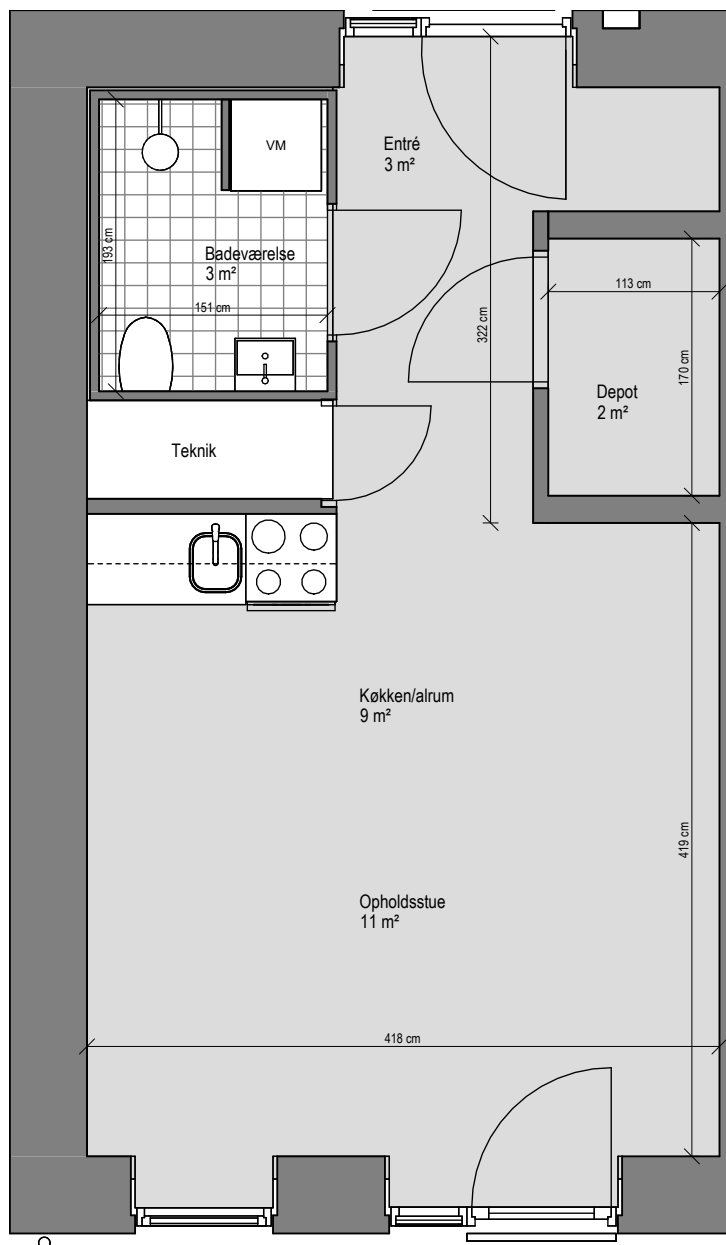 VM
Entré
3 m²
193 cm
Badeværelse
3 m²
151 cm
322 cm
113 cm
170 cm
Depot
2 m²
Teknik
Køkken/alrum
9 m²
419 cm
Opholdsstue
11 m²
418 cm